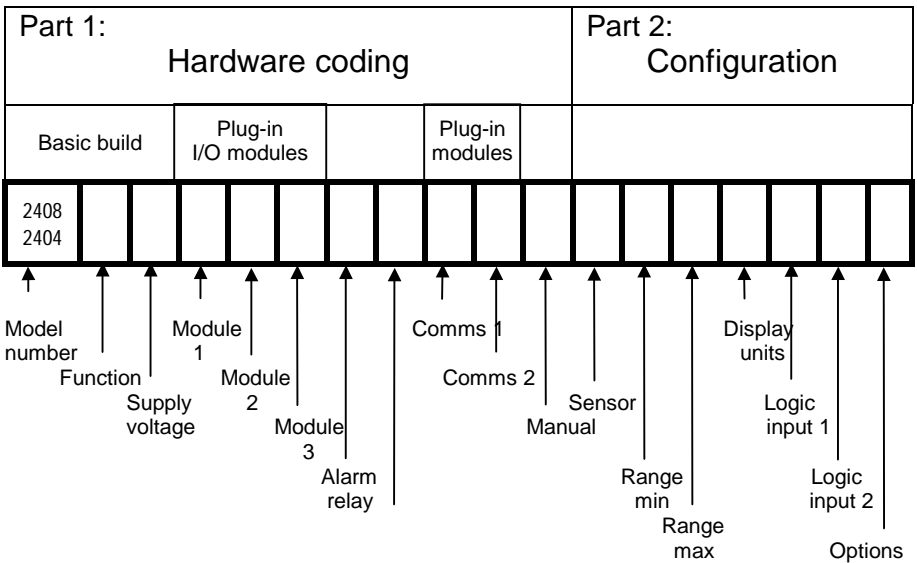 Part 1:
Hardware coding
Part 2:
Configuration
Basic build
Plug-in
I/O modules
Plug-in
modules
2408
2404
Model
number
Function
Supply
voltage
Module
1
Module
2
Module
3
Alarm
relay
Comms 1
Comms 2
Manual
Sensor
Range
min
Range
max
Display
units
Logic
input 1
Logic
input 2
Options